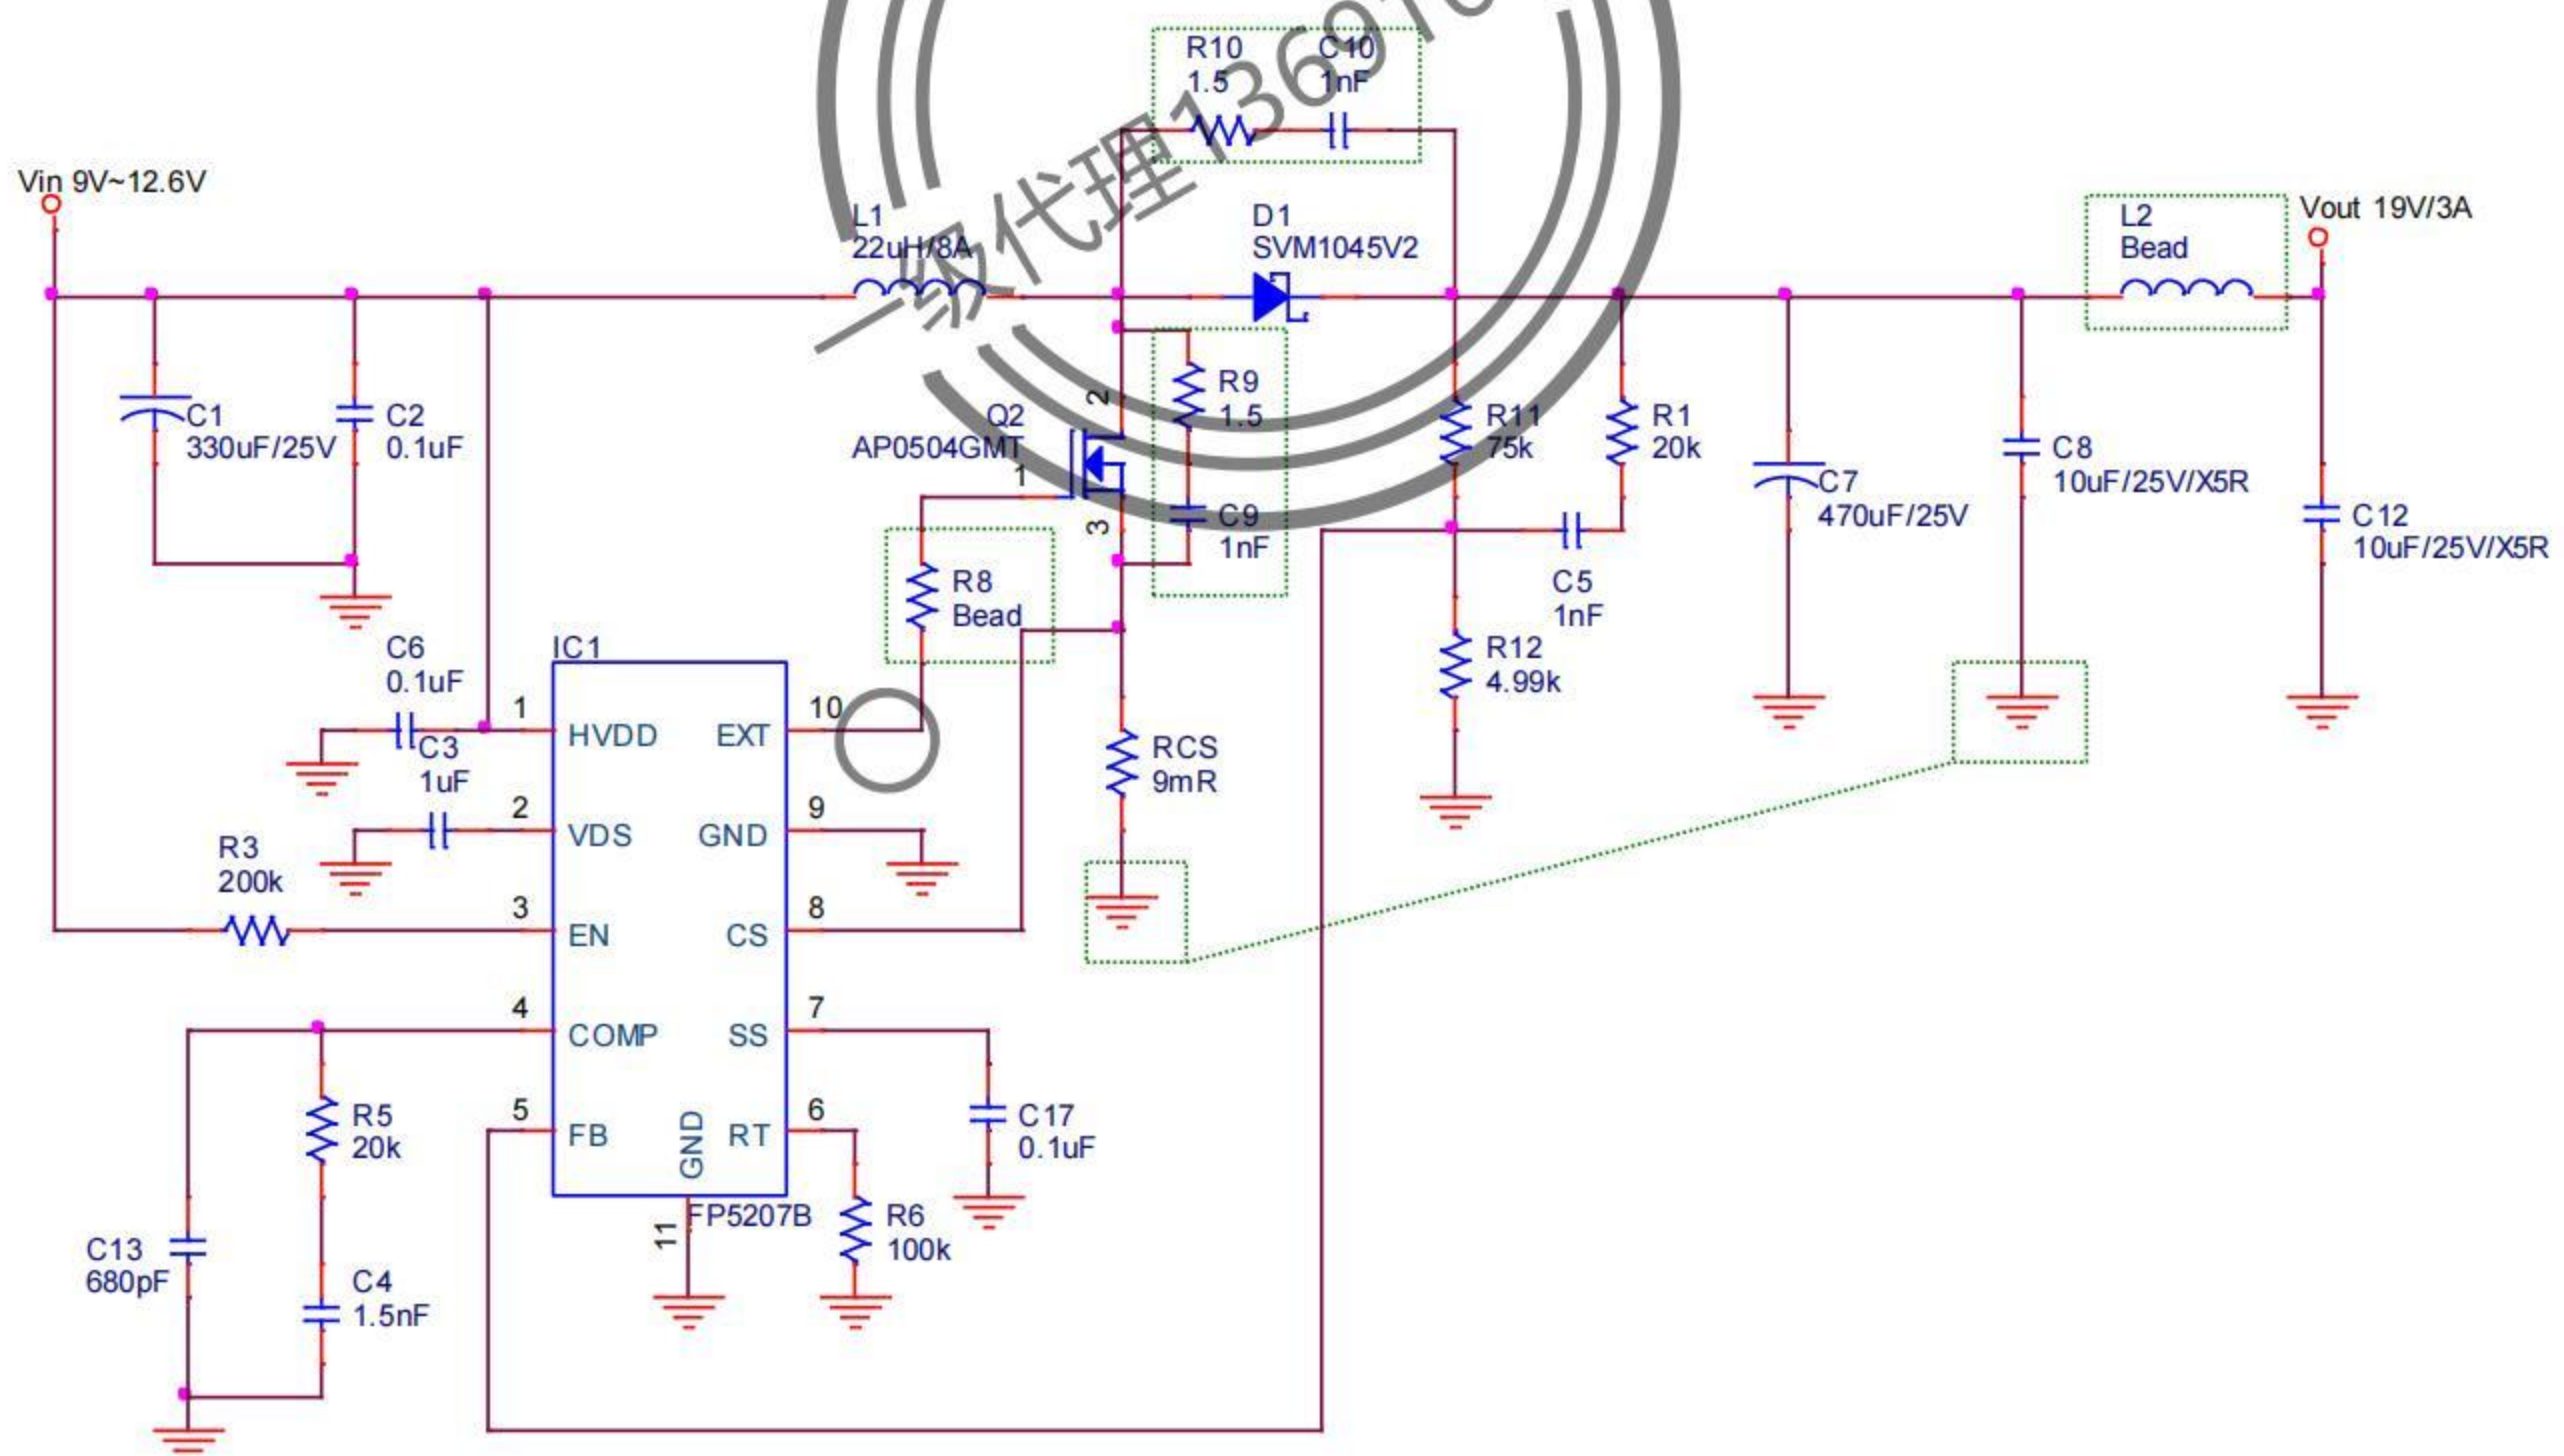 R10
1.5
C10
1nF
一级代理13691
Vin 9V~12.6V
L1
22uH/8A
D1
SVM1045V2
L2
Bead
Vout 19V/3A
C1
330uF/25V
C2
0.1uF
Q2
AP0504GMT
2
1
3
R9
1.5
C9
1nF
R11
75k
R1
20k
C7
470uF/25V
C8
10uF/25V/X5R
C12
10uF/25V/X5R
C5
1nF
R12
4.99k
R8
Bead
RCS
9mR
C6
0.1uF
C3
1uF
R3
200k
IC1
1
HVDD
2
VDS
3
EN
4
COMP
5
FB
EXT
10
GND
9
CS
8
SS
7
RT
6
GND
11
FP5207B
R5
20k
C13
680pF
C4
1.5nF
R6
100k
C17
0.1uF